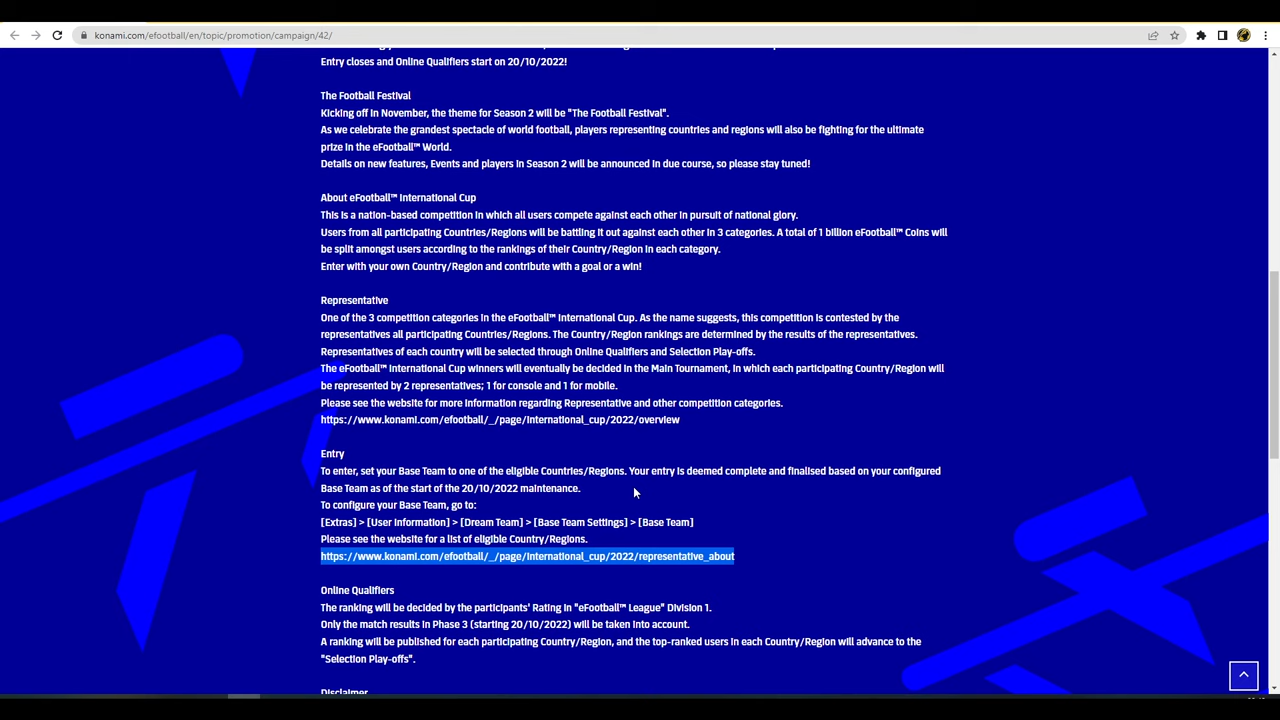 konami.com/efootball/en/topic/promotion/campaign/42/
Entry closes and Online Qualifiers start on 20/10/2022!
The Football Festival
Kicking off in November, the theme for Season 2 will be "The Football Festival".
As we celebrate the grandest spectacle of world football, players representing countries and regions will also be fighting for the ultimate
prize in the eFootball™ World.
Details on new features, Events and players in Season 2 will be announced in due course, so please stay tuned!
About eFootball™ International Cup
This is a nation-based competition in which all users compete against each other in pursuit of national glory.
Users from all participating Countries/Regions will be battling it out against each other in 3 categories. A total of 1 billion eFootball™ Coins will
be split amongst users according to the rankings of their Country/Region in each category.
Enter with your own Country/Region and contribute with a goal or a win!
Representative
One of the 3 competition categories in the eFootball™ International Cup. As the name suggests, this competition is contested by the
representatives all participating Countries/Regions. The Country/Region rankings are determined by the results of the representatives.
Representatives of each country will be selected through Online Qualifiers and Selection Play-offs.
The eFootball™ International Cup winners will eventually be decided in the Main Tournament, in which each participating Country/Region will
be represented by 2 representatives; 1 for console and 1 for mobile.
Please see the website for more information regarding Representative and other competition categories.
https://www.konami.com/efootball/_/page/international_cup/2022/overview
Entry
To enter, set your Base Team to one of the eligible Countries/Regions. Your entry is deemed complete and finalised based on your configured
Base Team as of the start of the 20/10/2022 maintenance.
To configure your Base Team, go to:
[Extras] > [User Information] > [Dream Team] > [Base Team Settings] > [Base Team]
Please see the website for a list of eligible Country/Regions.
https://www.konami.com/efootball/_/page/international_cup/2022/representative_about
Online Qualifiers
The ranking will be decided by the participants' Rating in "eFootball™ League" Division 1.
Only the match results in Phase 3 (starting 20/10/2022) will be taken into account.
A ranking will be published for each participating Country/Region, and the top-ranked users in each Country/Region will advance to the
"Selection Play-offs".
Disclaimer